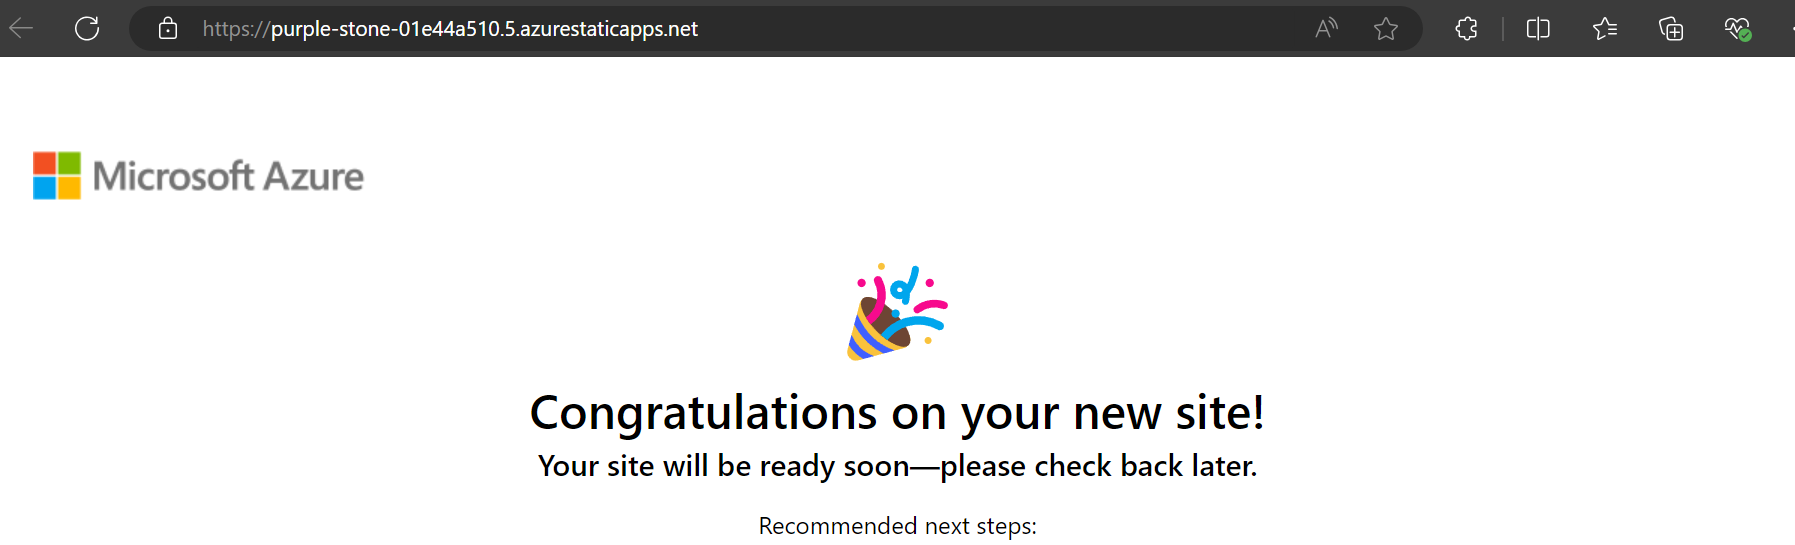 https://purple-stone-01e44a510.5.azurestaticapps.net
Microsoft Azure
Congratulations on your new site!
Your site will be ready soon—please check back later.
Recommended next steps: